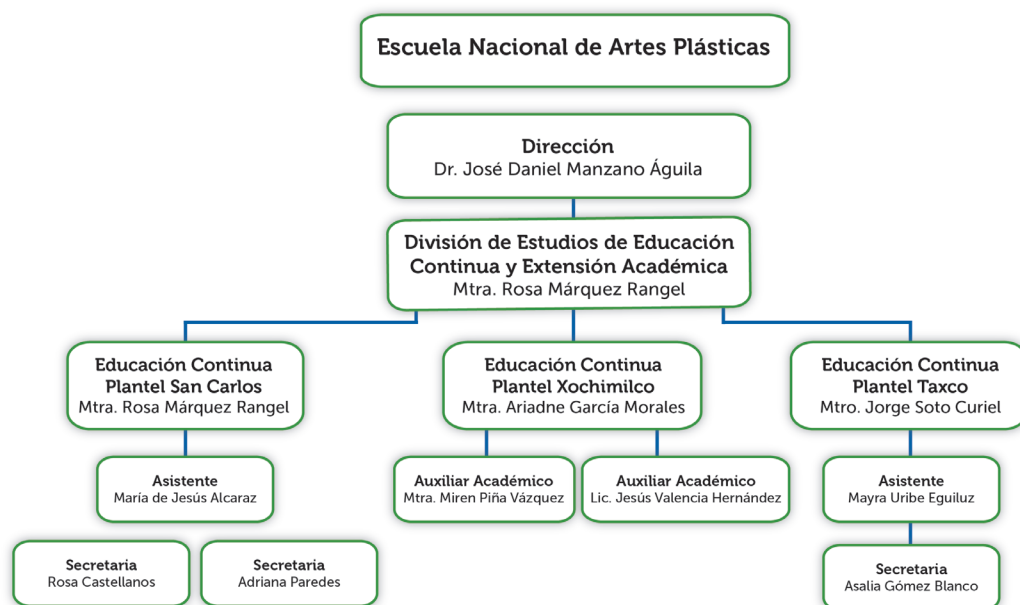 Escuela Nacional de Artes Plásticas
Dirección
Dr. José Daniel Manzano Águila
División de Estudios de Educación
Continua y Extensión Académica
Mtra. Rosa Márquez Rangel
Educación Continua
Plantel San Carlos
Mtra. Rosa Márquez Rangel
Educación Continua
Plantel Xochimilco
Mtra. Ariadne García Morales
Educación Continua
Plantel Taxco
Mtro. Jorge Soto Curiel
Asistente
María de Jesús Alcaraz
Auxiliar Académico
Mtra. Miren Piña Vázquez
Auxiliar Académico
Lic. Jesús Valencia Hernández
Asistente
Mayra Uribe Eguiluz
Secretaria
Rosa Castellanos
Secretaria
Adriana Paredes
Secretaria
Asalia Gómez Blanco